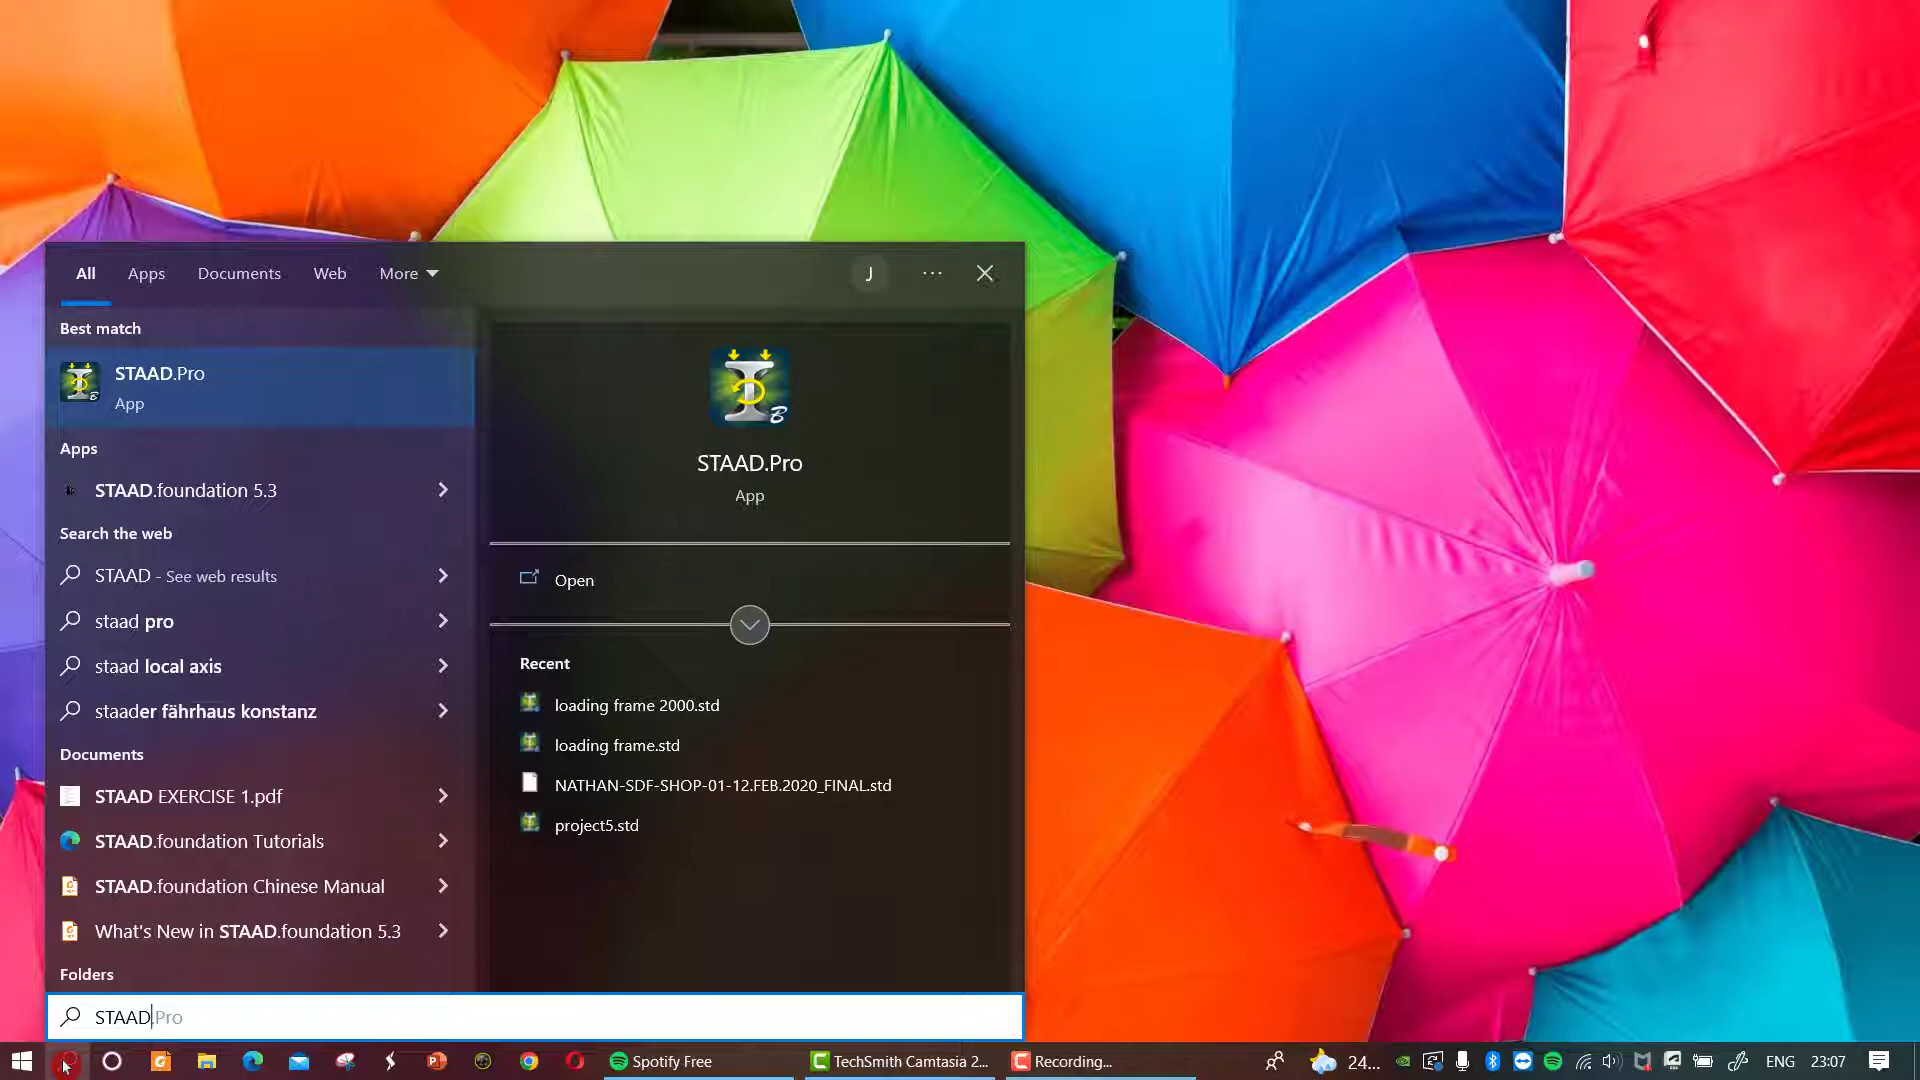 All Apps Documents Web More J
Best match
STAAD.Pro
App
Apps
STAAD.foundation 5.3
Search the web
STAAD - See web results
staad pro
staad local axis
staader fährhaus konstanz
Documents
STAAD EXERCISE 1.pdf
STAAD.foundation Tutorials
STAAD.foundation Chinese Manual
What's New in STAAD.foundation 5.3
Folders
STAAD.Pro
STAAD.Pro
App
Open
Recent
loading frame 2000.std
loading frame.std
NATHAN-SDF-SHOP-01-12.FEB.2020_FINAL.std
project5.std
Spotify Free TechSmith Camtasia 2... Recording... 24... ENG 23:07